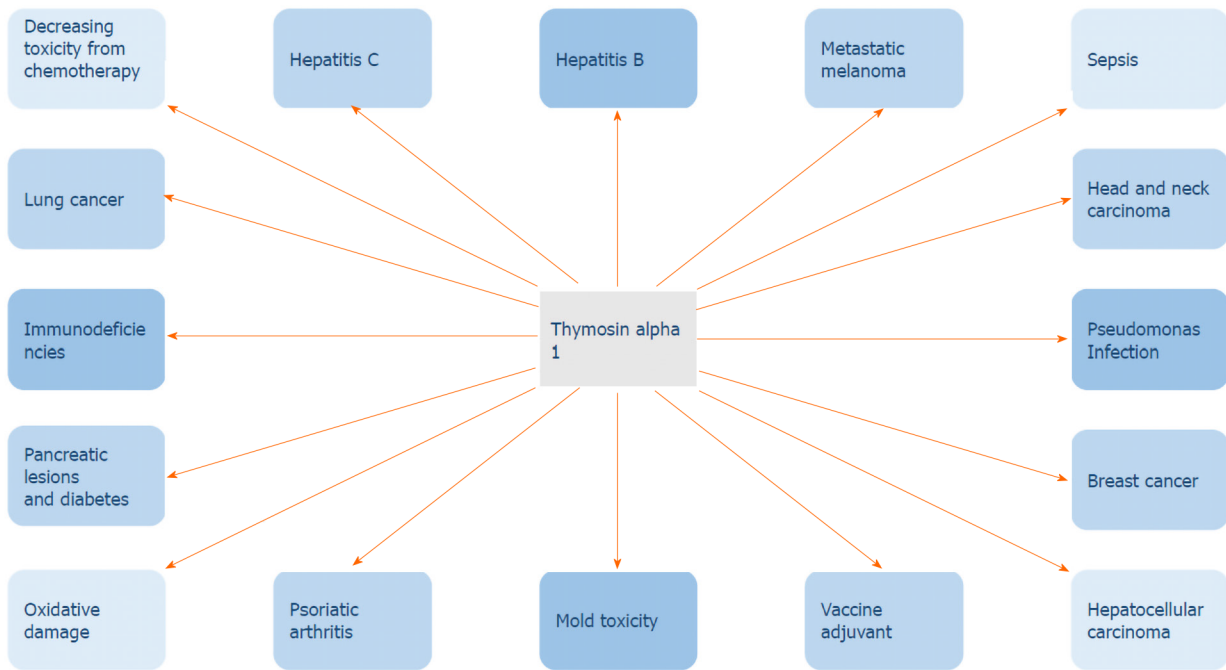 Decreasing
toxicity from
chemotherapy
Hepatitis C
Hepatitis B
Metastatic
melanoma
Sepsis
Lung cancer
Head and neck
carcinoma
Immunodeficie
ncies
Thymosin alpha
1
Pseudomonas
Infection
Pancreatic
lesions
and diabetes
Breast cancer
Oxidative
damage
Psoriatic
arthritis
Mold toxicity
Vaccine
adjuvant
Hepatocellular
carcinoma